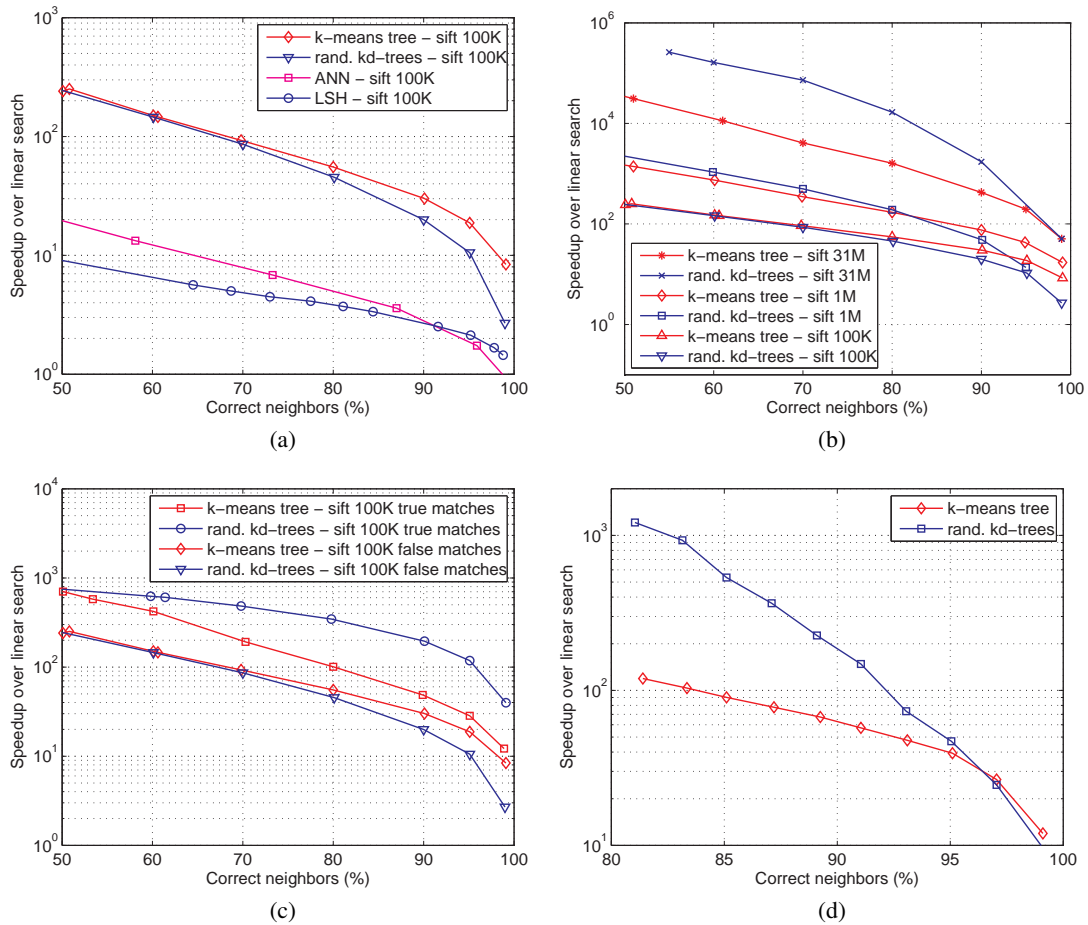 10^3
10^2
10^1
10^0
50 60 70 80 90 100
Correct neighbors (%)
Speedup over linear search
k−means tree − sift 100K
rand. kd−trees − sift 100K
ANN − sift 100K
LSH − sift 100K
(a)
10^6
10^4
10^2
10^0
50 60 70 80 90 100
Correct neighbors (%)
Speedup over linear search
k−means tree − sift 31M
rand. kd−trees − sift 31M
k−means tree − sift 1M
rand. kd−trees − sift 1M
k−means tree − sift 100K
rand. kd−trees − sift 100K
(b)
10^4
10^3
10^2
10^1
10^0
50 60 70 80 90 100
Correct neighbors (%)
Speedup over linear search
k−means tree − sift 100K true matches
rand. kd−trees − sift 100K true matches
k−means tree − sift 100K false matches
rand. kd−trees − sift 100K false matches
(c)
10^3
10^2
10^1
80 85 90 95 100
Correct neighbors (%)
Speedup over linear search
k−means tree
rand. kd−trees
(d)